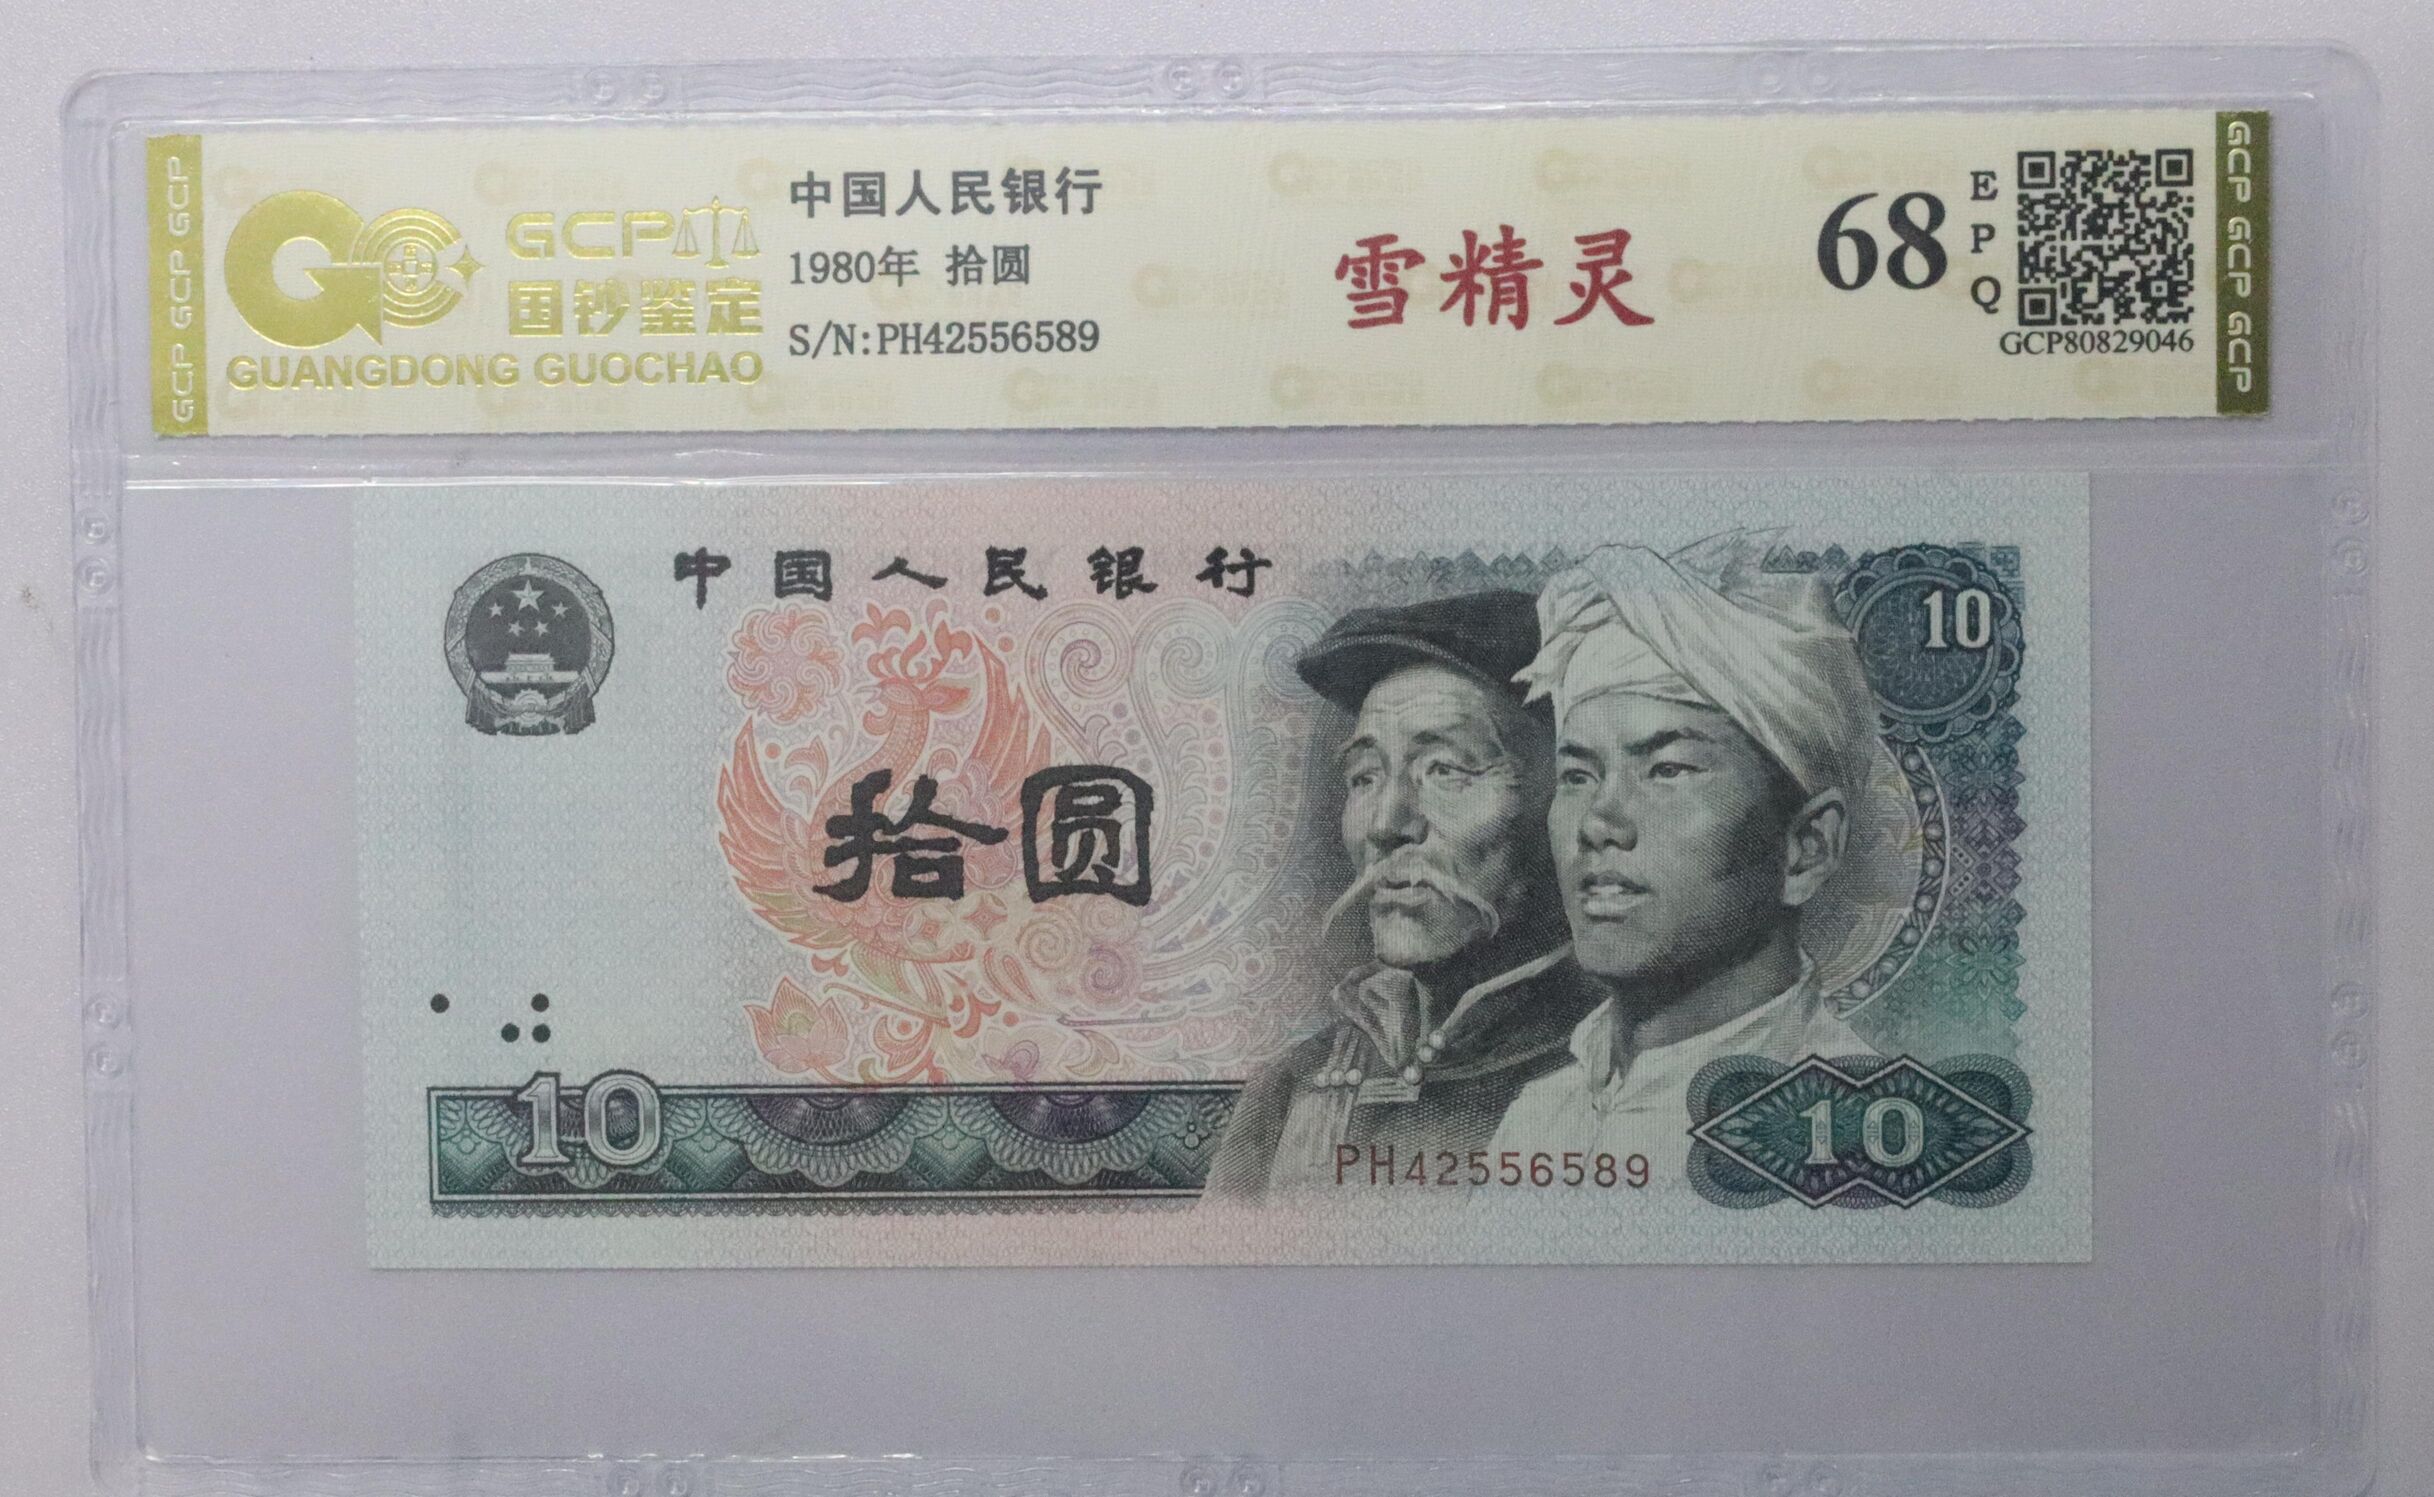 GCP
国钞鉴定
GUANGDONG GUOCHAO
中国人民银行
1980年 拾圆
S/N:PH42556589
雪精灵
68
EPQ
GCP80829046
GCP GCP GCP
GCP GCP GCP GCP
中国人民银行
10
拾圆
10
PH42556589
10